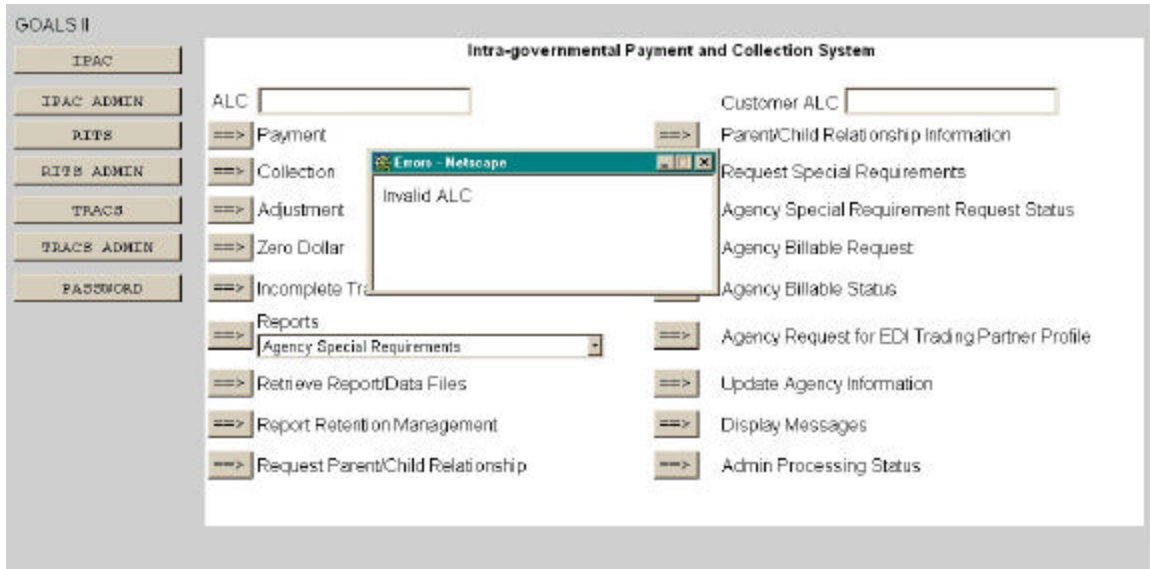 GOALS II
IPAC
IPAC ADMIN
RITS
RITS ADMIN
TRACS
TRACS ADMIN
PASSWORD
Intra-governmental Payment and Collection System
ALC
Customer ALC
==> Payment
==> Parent/Child Relationship Information
==> Collection
Request Special Requirements
==> Adjustment
Agency Special Requirement Request Status
==> Zero Dollar
Agency Billable Request
==> Incomplete Tra
Agency Billable Status
Errors - Netscape
Invalid ALC
==> Reports
Agency Special Requirements
==> Agency Request for EDI Trading Partner Profile
==> Retrieve Report/Data Files
==> Update Agency Information
==> Report Retention Management
==> Display Messages
==> Request Parent/Child Relationship
==> Admin Processing Status